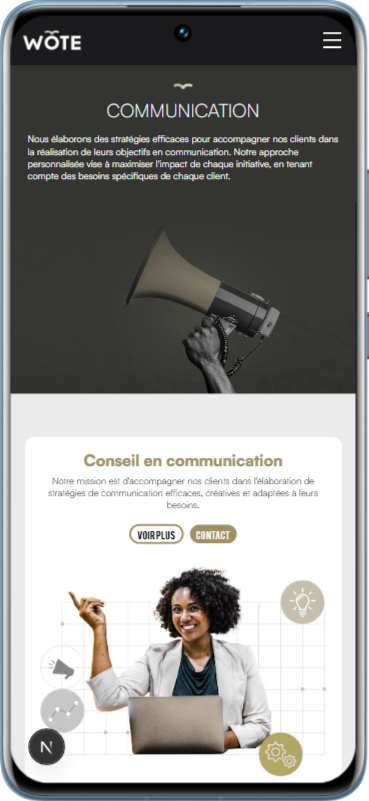 WÔTE
COMMUNICATION
Nous élaborons des stratégies efficaces pour accompagner nos clients dans
la réalisation de leurs objectifs en communication. Notre approche
personnalisée vise à maximiser l'impact de chaque initiative, en tenant
compte des besoins spécifiques de chaque client.
Conseil en communication
Notre mission est d'accompagner nos clients dans l'élaboration de
stratégies de communication efficaces, creatives et adaptées à leurs
besoins.
VOIR PLUS CONTACT
N